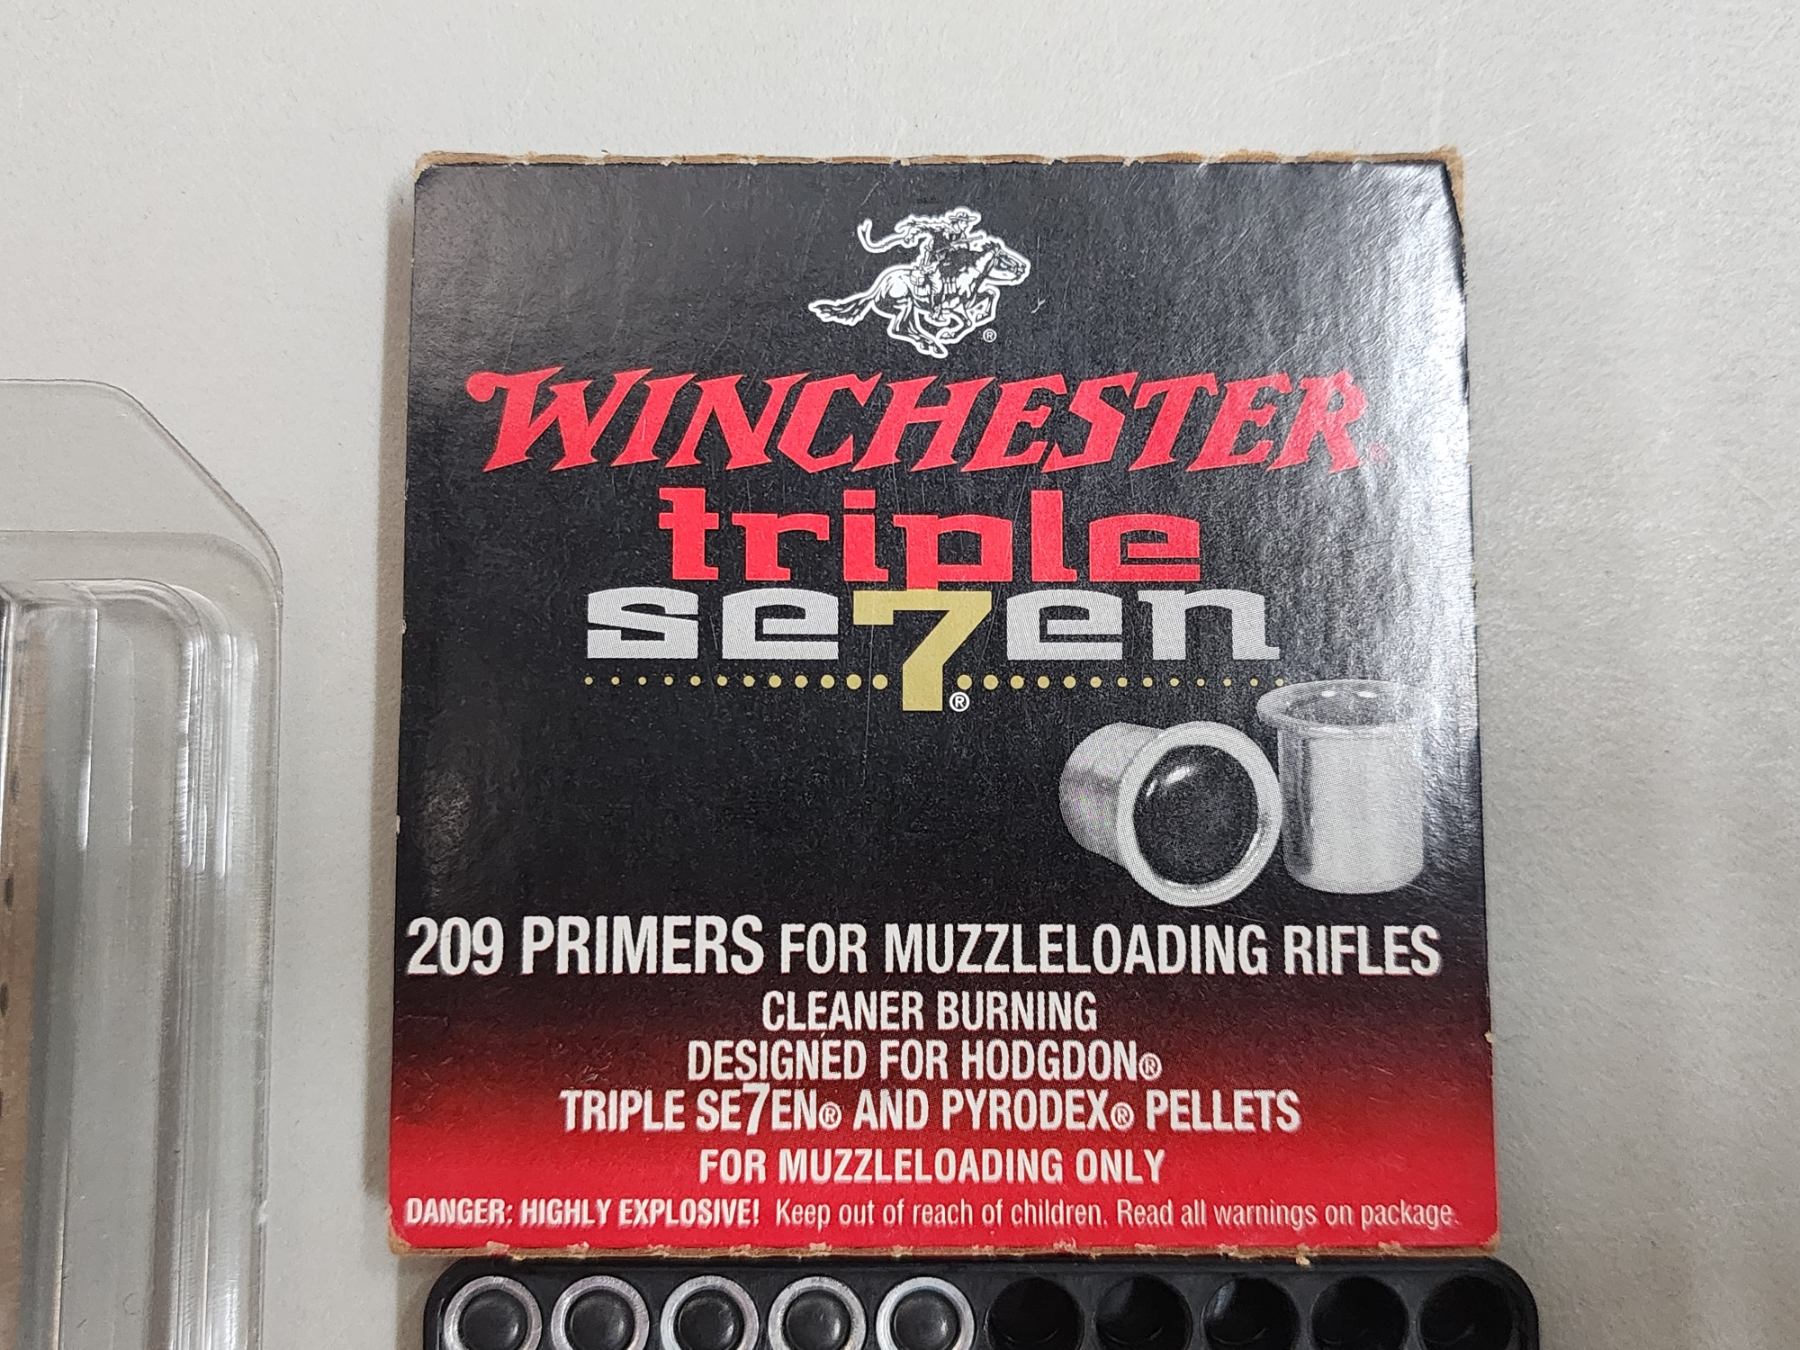 WINCHESTER®
triple
se7en®
209 PRIMERS FOR MUZZLELOADING RIFLES
CLEANER BURNING
DESIGNED FOR HODGDON®
TRIPLE SE7EN® AND PYRODEX® PELLETS
FOR MUZZLELOADING ONLY
DANGER: HIGHLY EXPLOSIVE! Keep out of reach of children. Read all warnings on package.